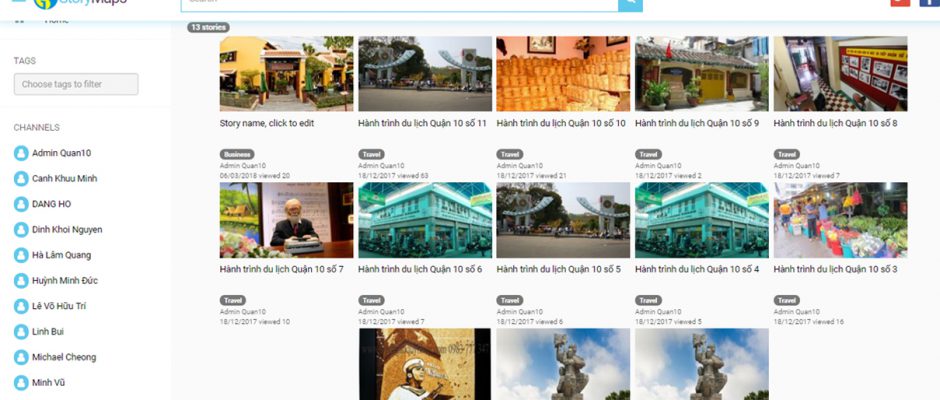 StoryMaps
Search
Home
13 stories
TAGS
Choose tags to filter
CHANNELS
Admin Quan10
Canh Khuu Minh
DANG HO
Dinh Khoi Nguyen
Hà Lâm Quang
Huỳnh Minh Đức
Lê Võ Hữu Trí
Linh Bui
Michael Cheong
Minh Vũ
Story name, click to edit
Business
Admin Quan10
06/03/2018 viewed 20
Hành trình du lịch Quận 10 số 11
Travel
Admin Quan10
18/12/2017 viewed 63
Hành trình du lịch Quận 10 số 10
Travel
Admin Quan10
18/12/2017 viewed 21
Hành trình du lịch Quận 10 số 9
Travel
Admin Quan10
18/12/2017 viewed 2
Hành trình du lịch Quận 10 số 8
Travel
Admin Quan10
18/12/2017 viewed 7
Hành trình du lịch Quận 10 số 7
Travel
Admin Quan10
18/12/2017 viewed 10
Hành trình du lịch Quận 10 số 6
Travel
Admin Quan10
18/12/2017 viewed 7
Hành trình du lịch Quận 10 số 5
Travel
Admin Quan10
18/12/2017 viewed 6
Hành trình du lịch Quận 10 số 4
Travel
Admin Quan10
18/12/2017 viewed 5
Hành trình du lịch Quận 10 số 3
Travel
Admin Quan10
18/12/2017 viewed 16